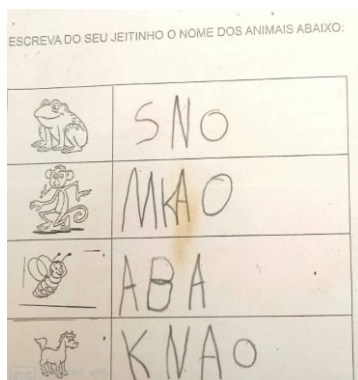 ESCREVA DO SEU JEITINHO O NOME DOS ANIMAIS ABAIXO:
SNO
MKAO
ABA
KNAO